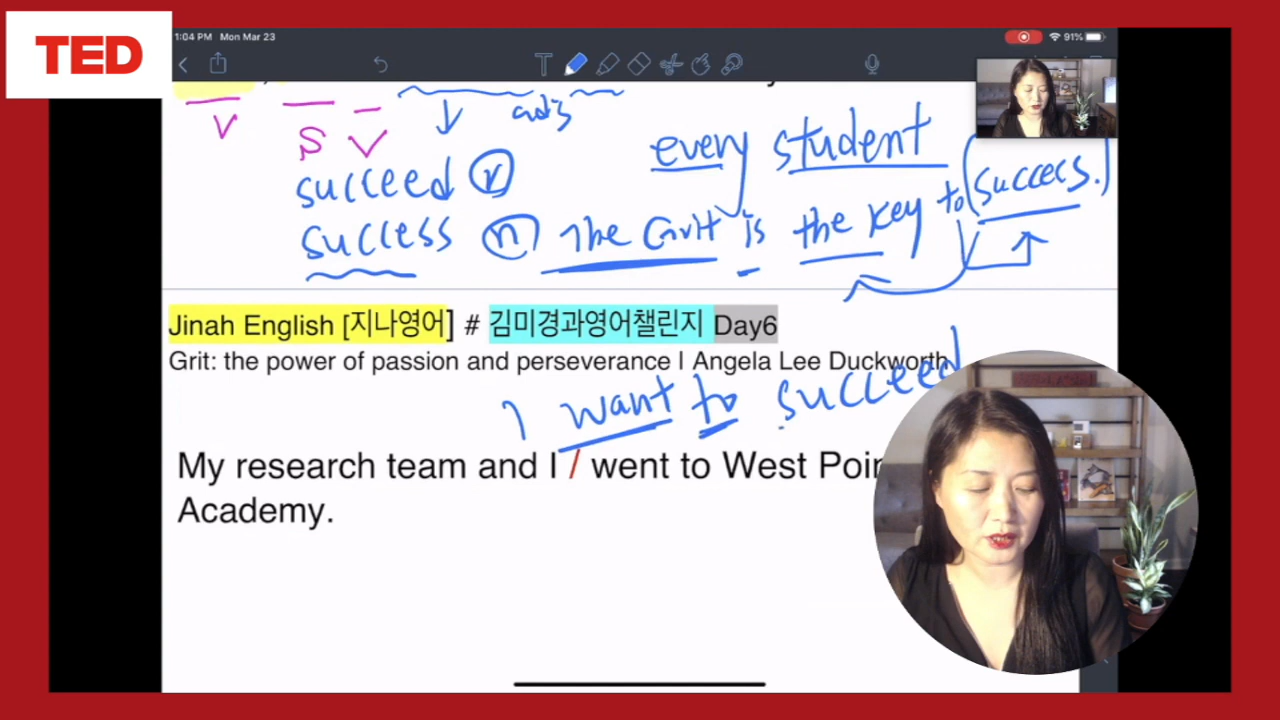 TED
1:04 PM Mon Mar 23
91%
V
S V
V
adj
every student
succeed (v)
success (n) The Grit is the key to (success.)
Jinah English [지나영어] # 김미경과영어챌린지 Day6
Grit: the power of passion and perseverance I Angela Lee Duckworth
I want to succeed
My research team and I / went to West Poi
Academy.